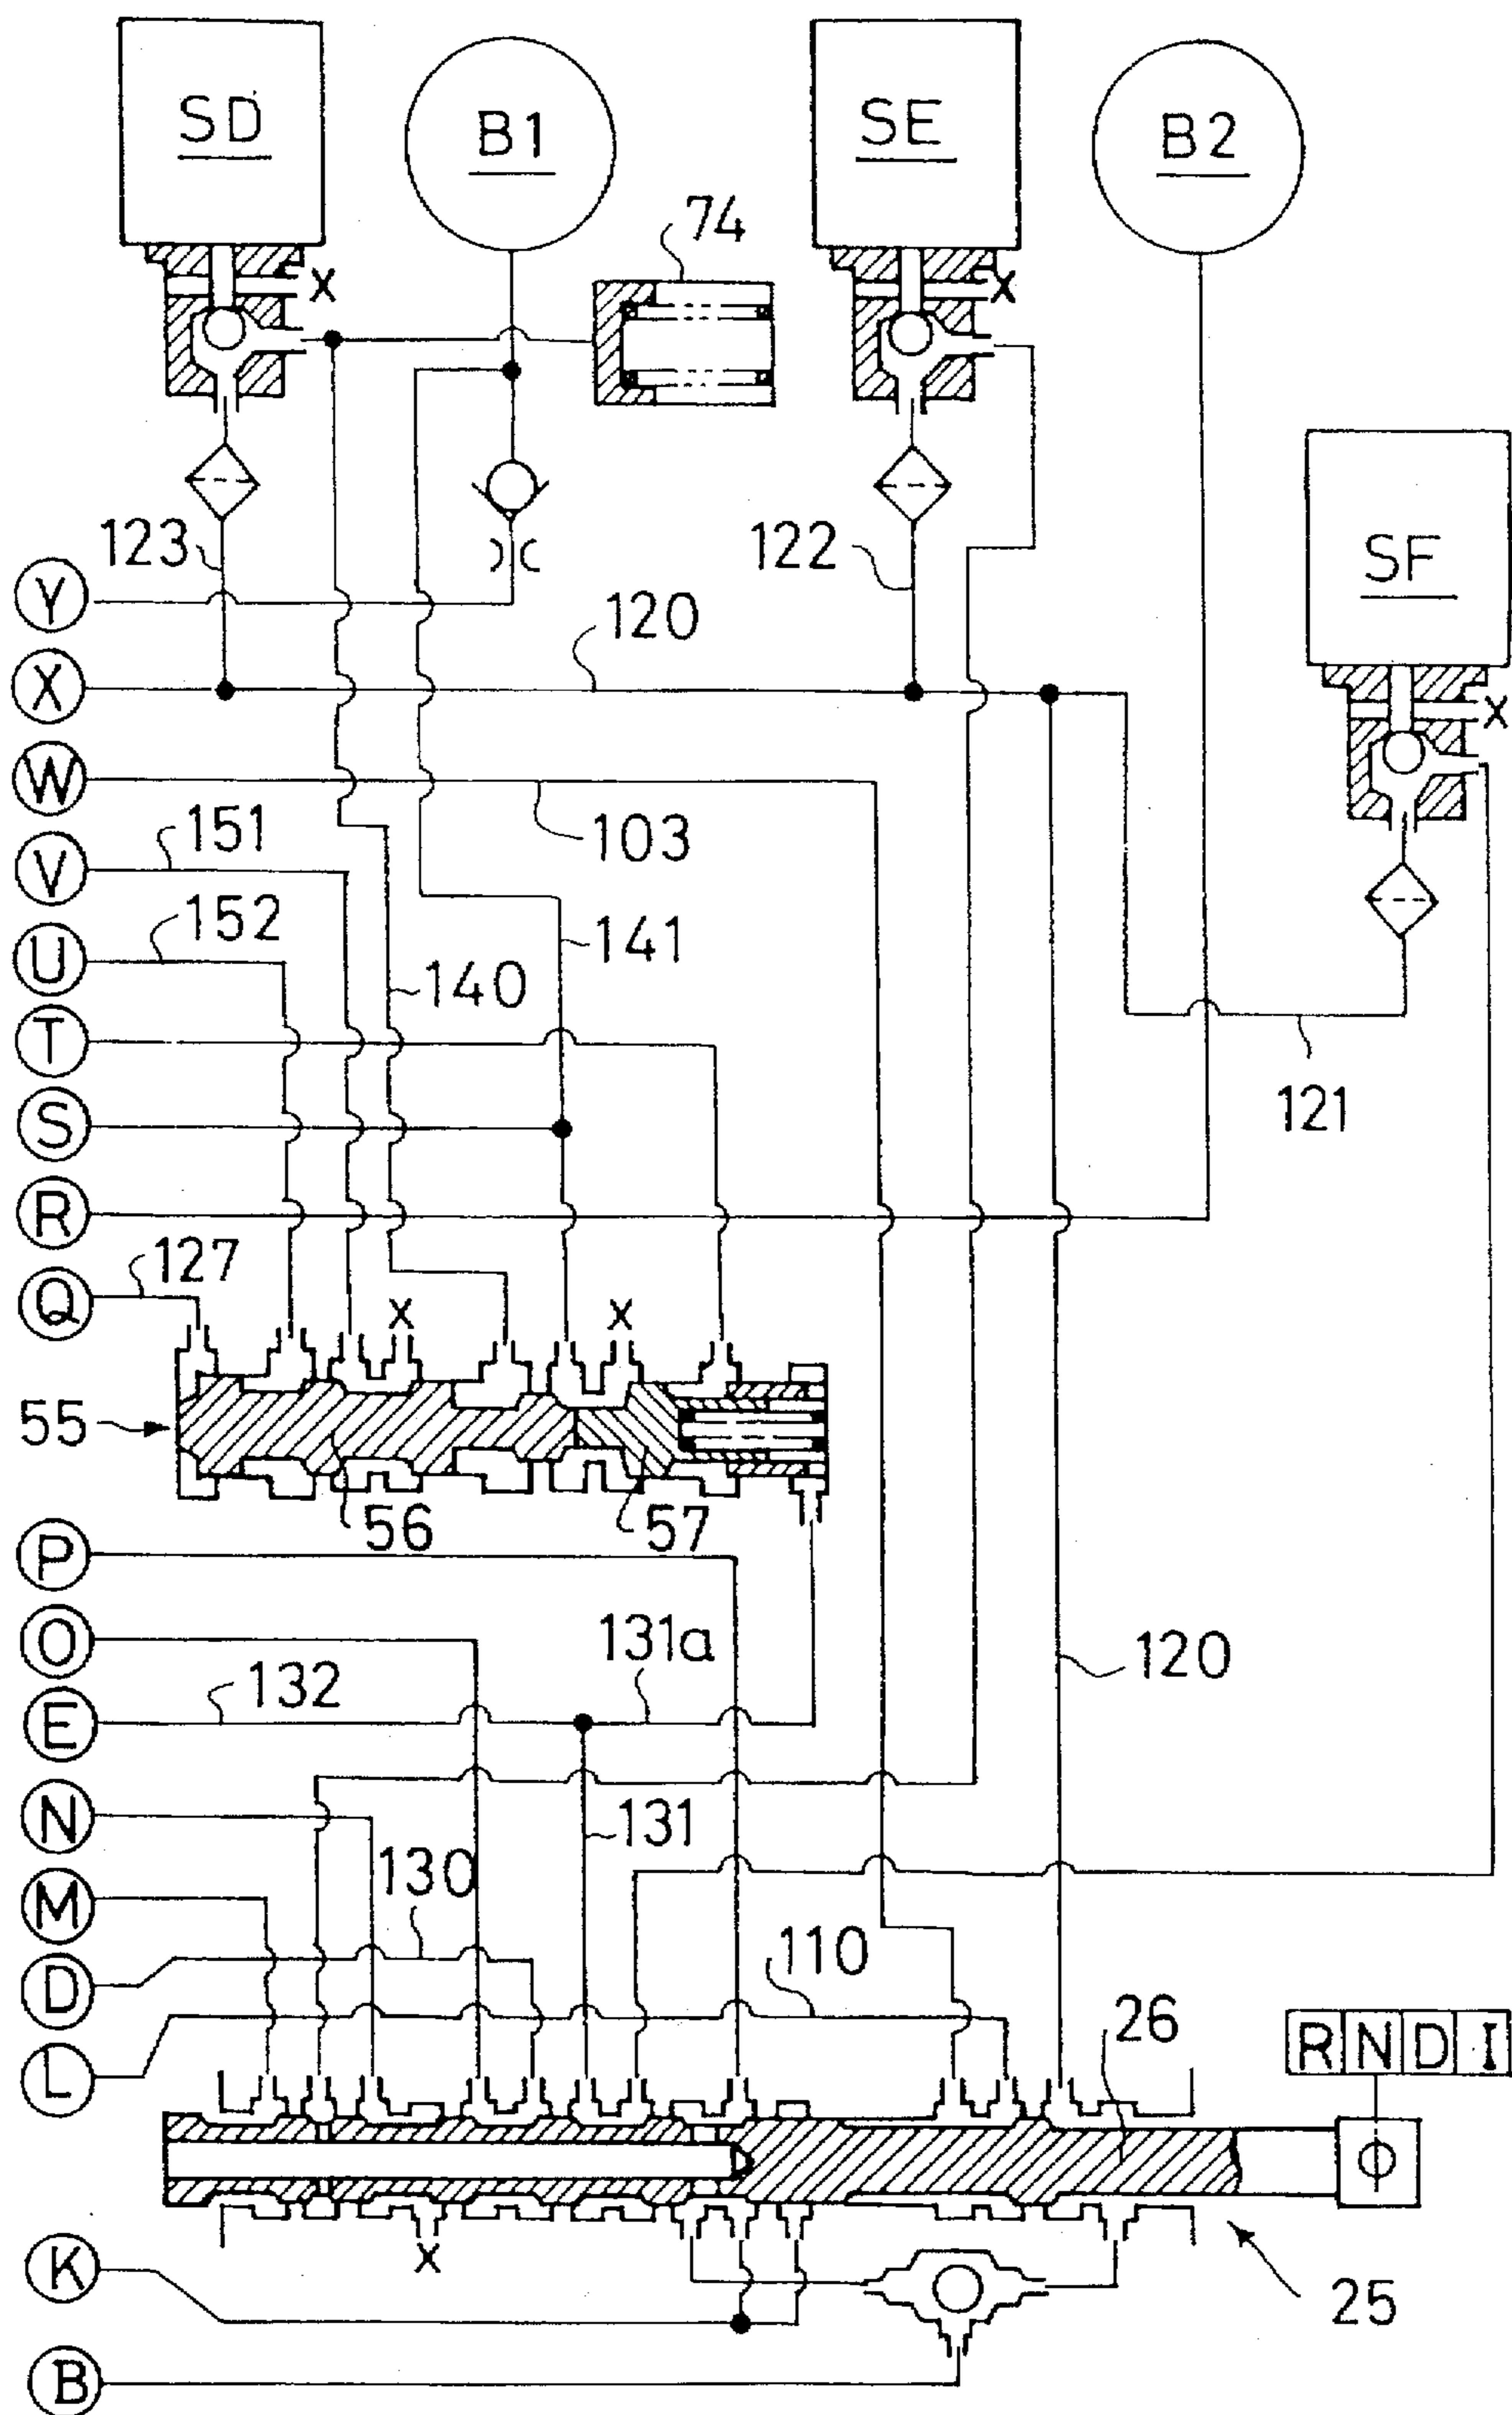 SD
B1
SE
B2
74
X
X
123
122
SF
Y
120
X
X
W
103
V
151
U
152
141
140
T
121
S
R
Q
127
X
X
55
56
57
P
O
131a
120
E
132
N
131
M
130
D
110
L
26
R N D I
X
K
25
B